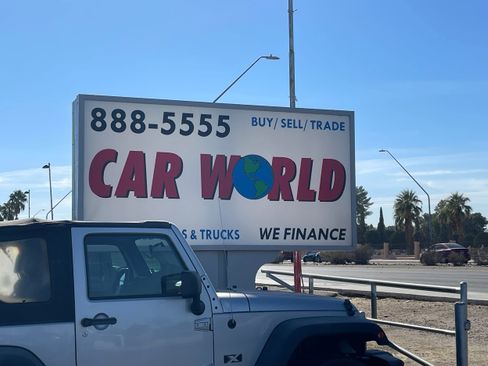 888-5555
BUY/ SELL/ TRADE
CAR WORLD
& TRUCKS
WE FINANCE
X